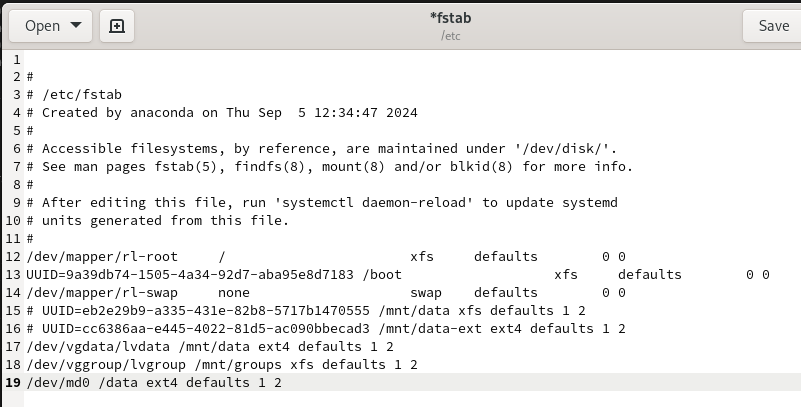 Open
*fstab
/etc
Save
1
2 #
3 # /etc/fstab
4 # Created by anaconda on Thu Sep  5 12:34:47 2024
5 #
6 # Accessible filesystems, by reference, are maintained under '/dev/disk/'.
7 # See man pages fstab(5), findfs(8), mount(8) and/or blkid(8) for more info.
8 #
9 # After editing this file, run 'systemctl daemon-reload' to update systemd
10 # units generated from this file.
11 #
12 /dev/mapper/rl-root     /                       xfs     defaults        0 0
13 UUID=9a39db74-1505-4a34-92d7-aba95e8d7183 /boot                   xfs     defaults        0 0
14 /dev/mapper/rl-swap     none                    swap    defaults        0 0
15 # UUID=eb2e29b9-a335-431e-82b8-5717b1470555 /mnt/data xfs defaults 1 2
16 # UUID=cc6386aa-e445-4022-81d5-ac090bbecad3 /mnt/data-ext ext4 defaults 1 2
17 /dev/vgdata/lvdata /mnt/data ext4 defaults 1 2
18 /dev/vggroup/lvgroup /mnt/groups xfs defaults 1 2
19 /dev/md0 /data ext4 defaults 1 2